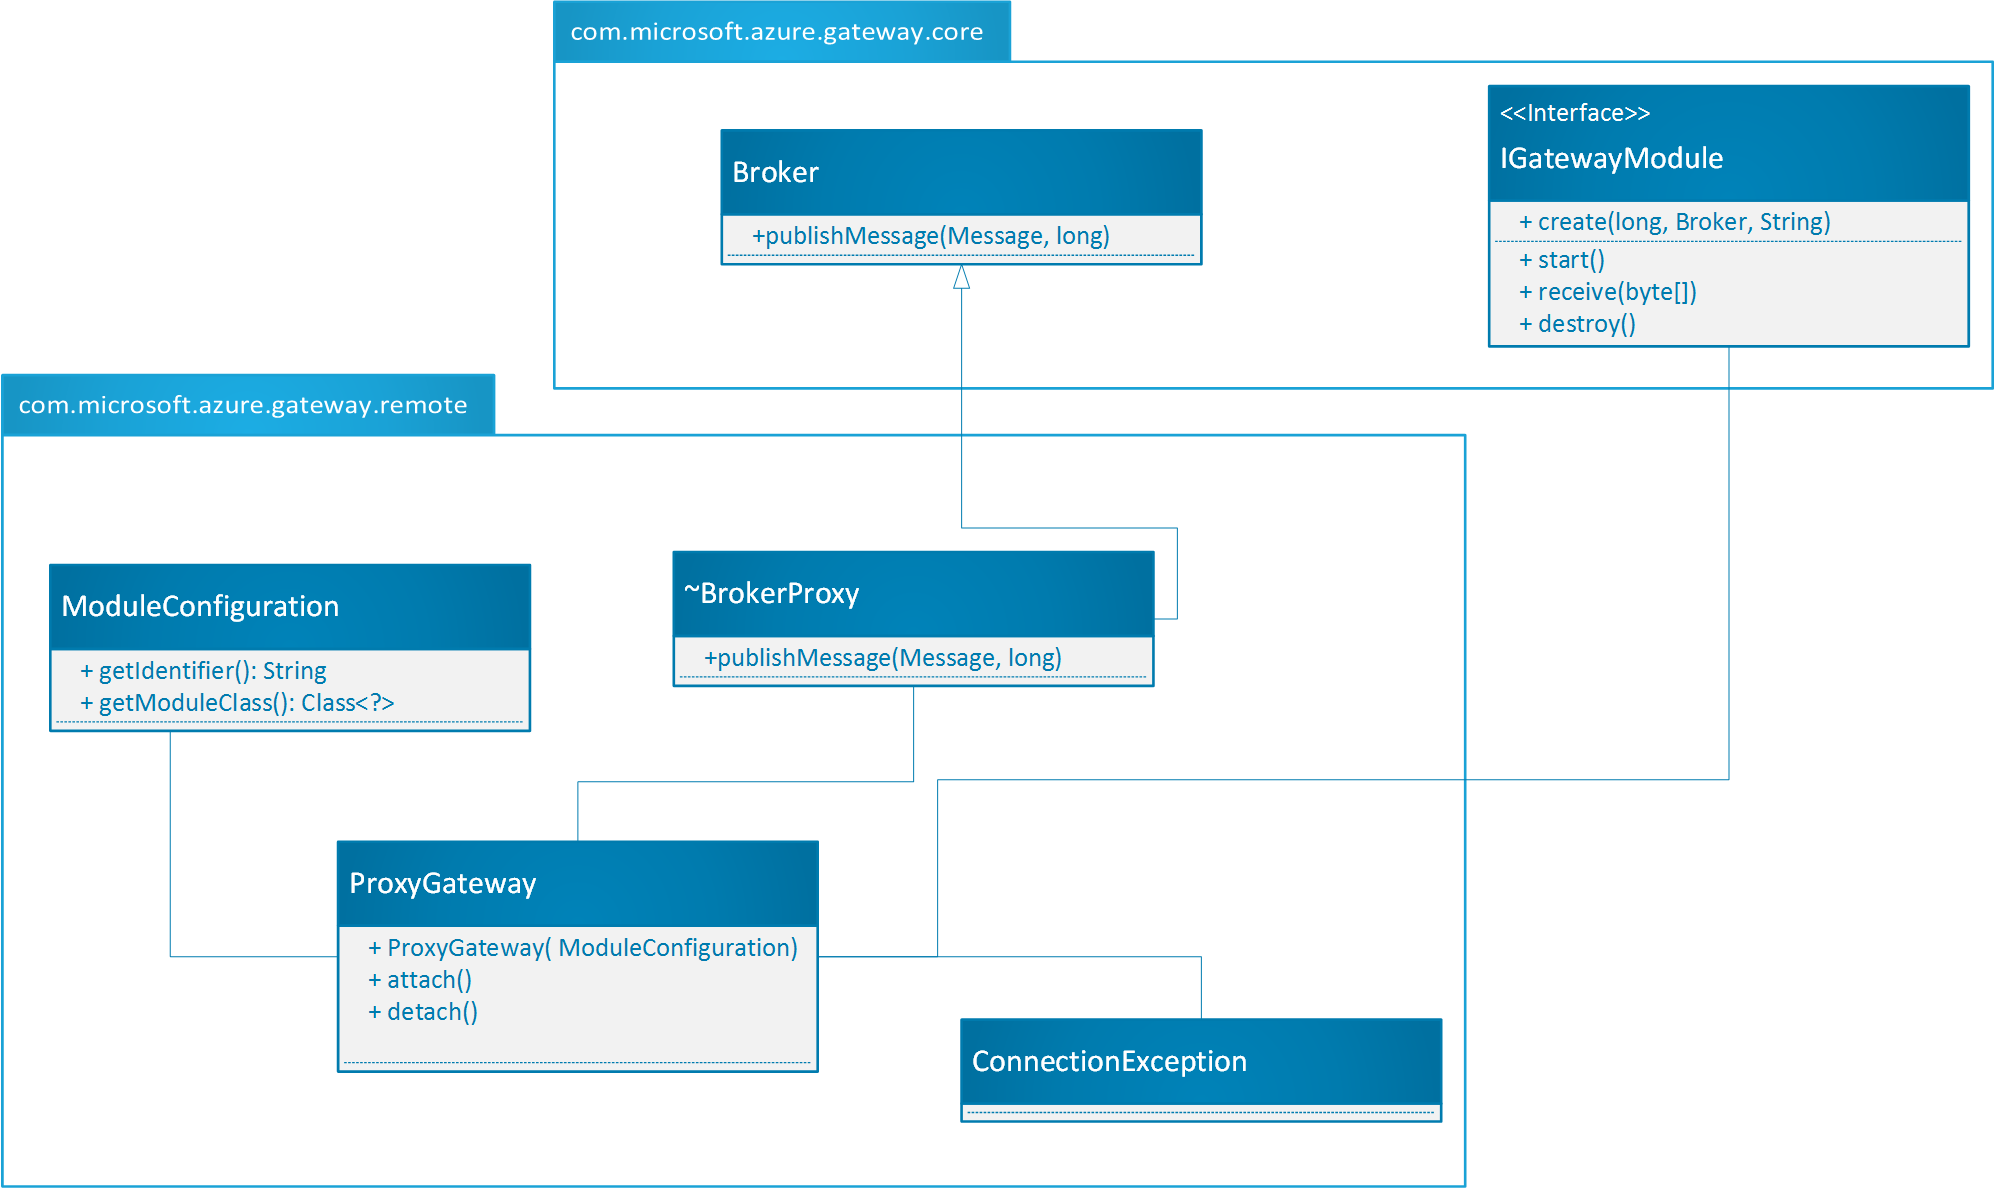 com.microsoft.azure.gateway.core
<<Interface>>
IGatewayModule
+ create(long, Broker, String)
+ start()
+ receive(byte[])
+ destroy()
Broker
+publishMessage(Message, long)
com.microsoft.azure.gateway.remote
ModuleConfiguration
+ getIdentifier(): String
+ getModuleClass(): Class<?>
~BrokerProxy
+publishMessage(Message, long)
ProxyGateway
+ ProxyGateway( ModuleConfiguration)
+ attach()
+ detach()
ConnectionException